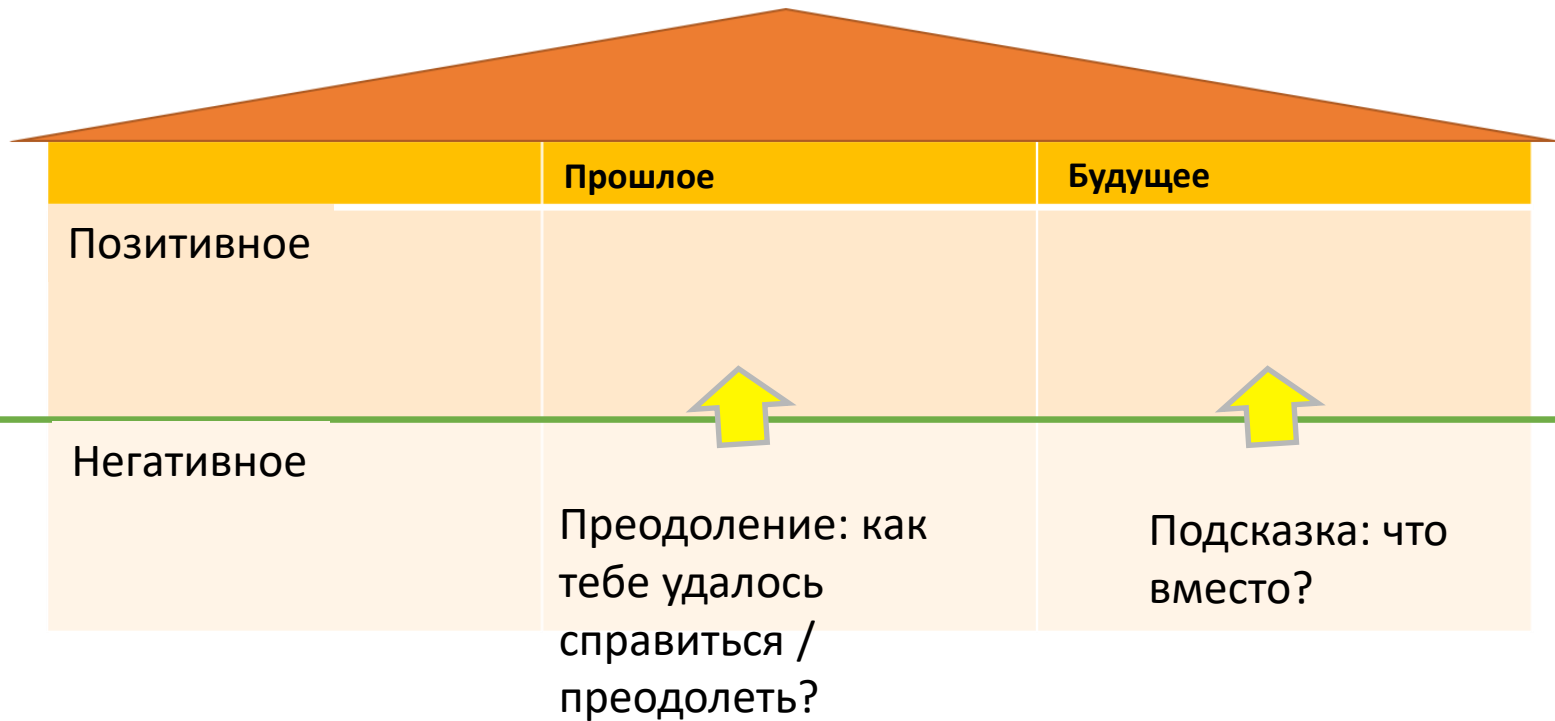 Прошлое
Будущее
Позитивное
Негативное
Преодоление: как
тебе удалось
справиться /
преодолеть?
Подсказка: что
вместо?